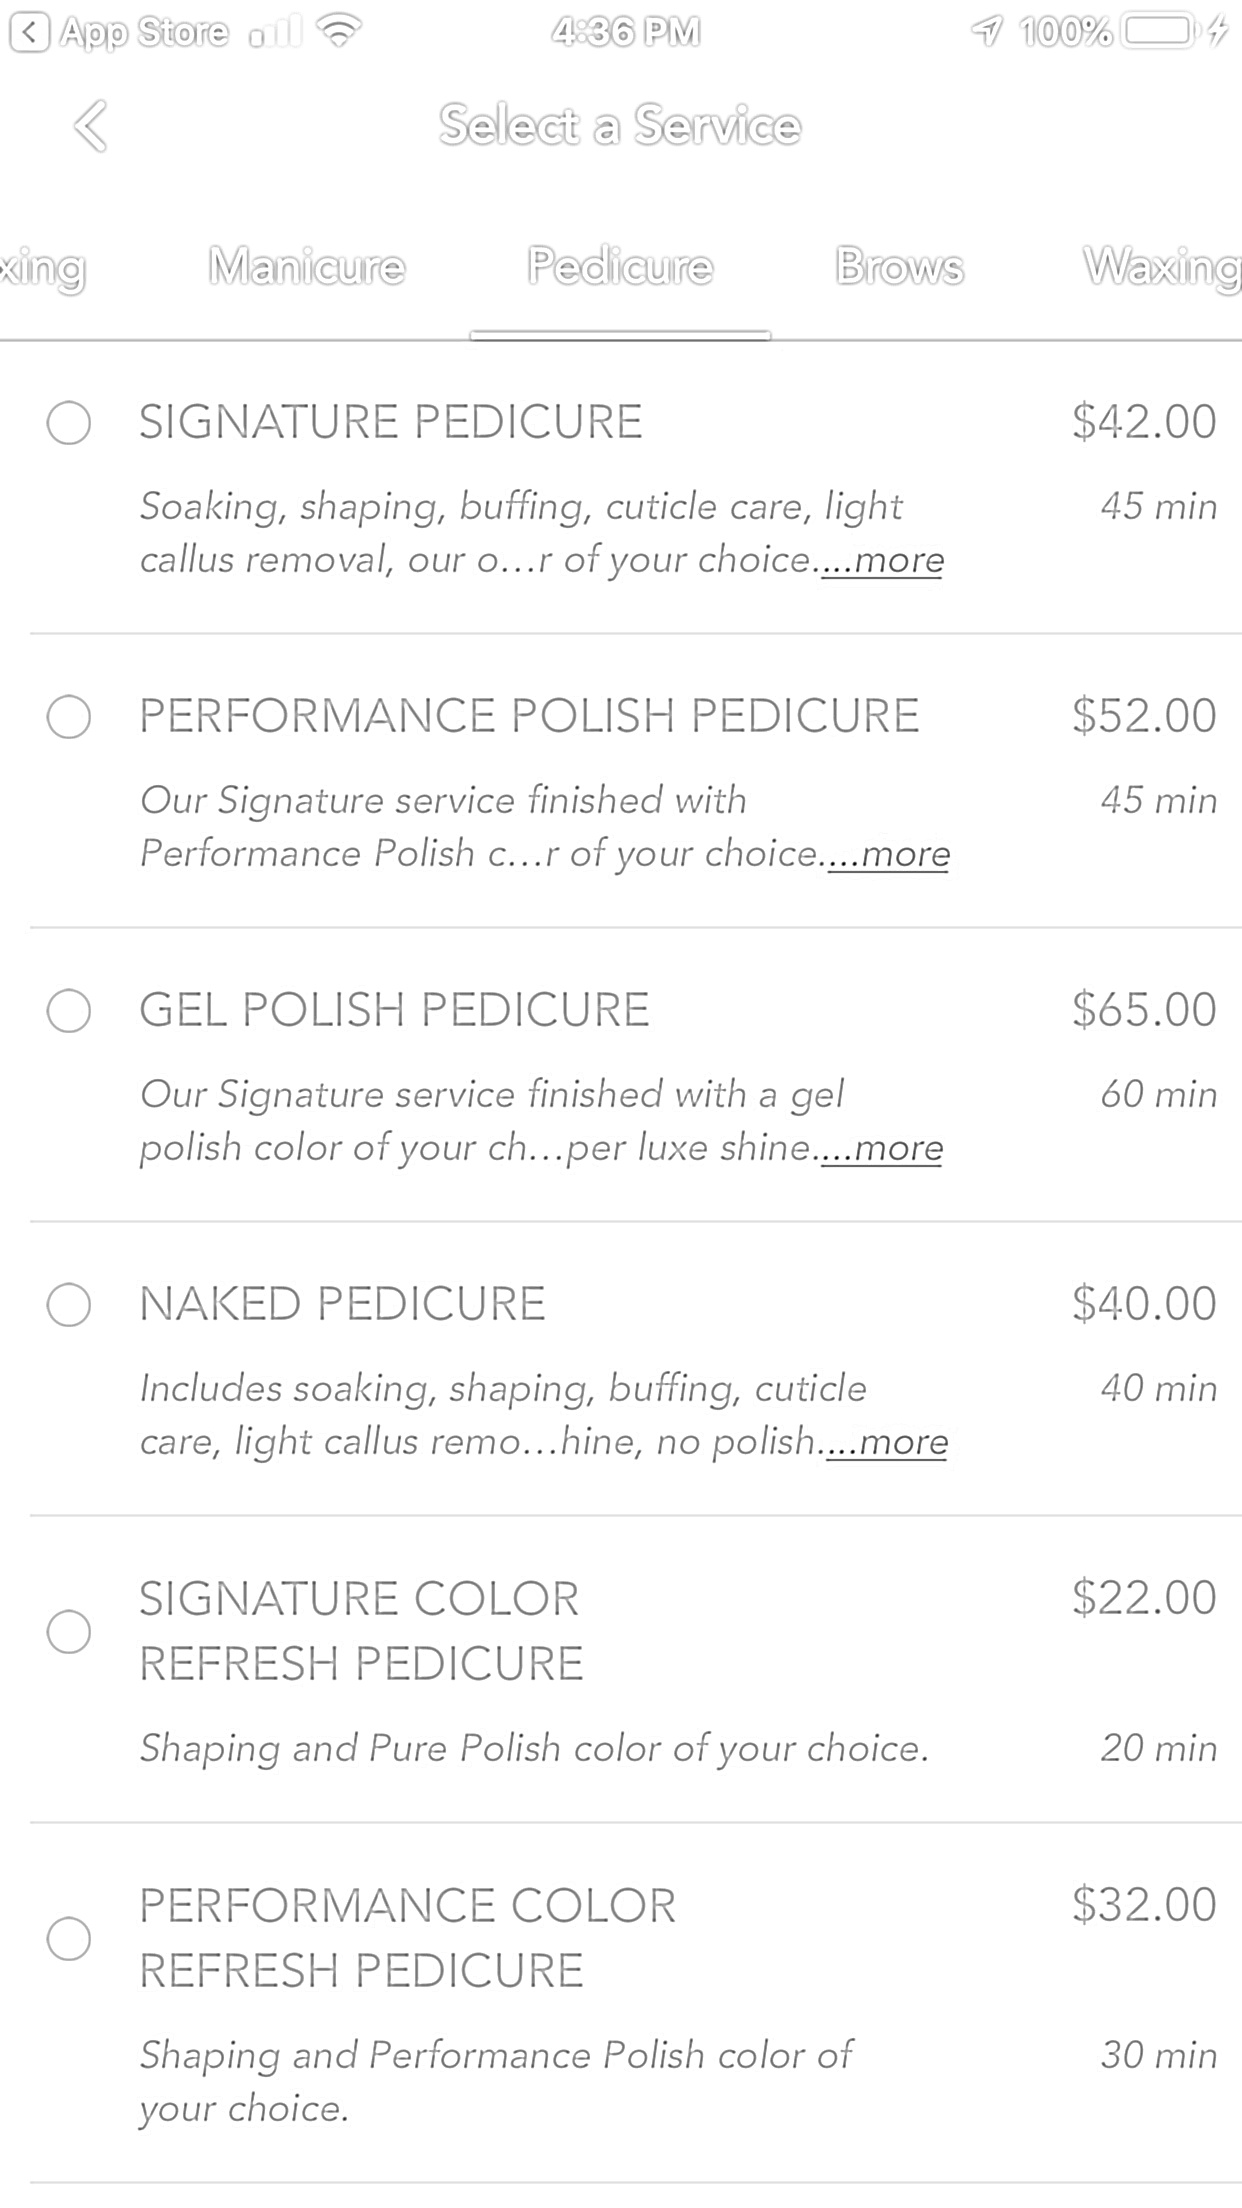 App Store 4:36 PM 100%
Select a Service
xing Manicure Pedicure Brows Waxing
SIGNATURE PEDICURE $42.00
Soaking, shaping, buffing, cuticle care, light 45 min
callus removal, our o...r of your choice....more
PERFORMANCE POLISH PEDICURE $52.00
Our Signature service finished with 45 min
Performance Polish c...r of your choice....more
GEL POLISH PEDICURE $65.00
Our Signature service finished with a gel 60 min
polish color of your ch...per luxe shine....more
NAKED PEDICURE $40.00
Includes soaking, shaping, buffing, cuticle 40 min
care, light callus remo...hine, no polish....more
SIGNATURE COLOR $22.00
REFRESH PEDICURE
Shaping and Pure Polish color of your choice. 20 min
PERFORMANCE COLOR $32.00
REFRESH PEDICURE
Shaping and Performance Polish color of 30 min
your choice.